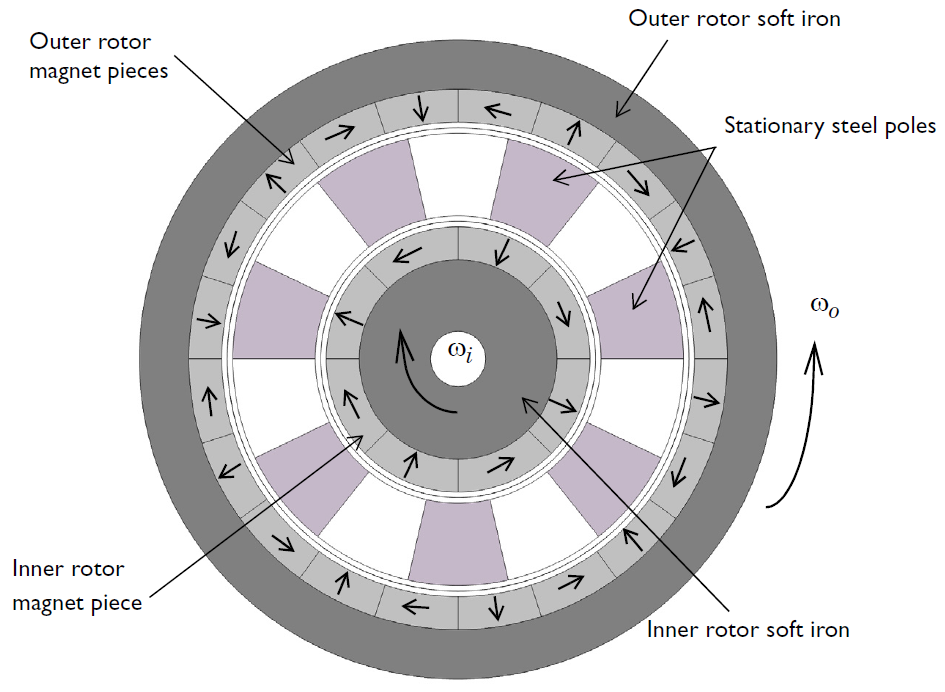 Outer rotor soft iron
Outer rotor
magnet pieces
Stationary steel poles
ωo
ωi
Inner rotor
magnet piece
Inner rotor soft iron